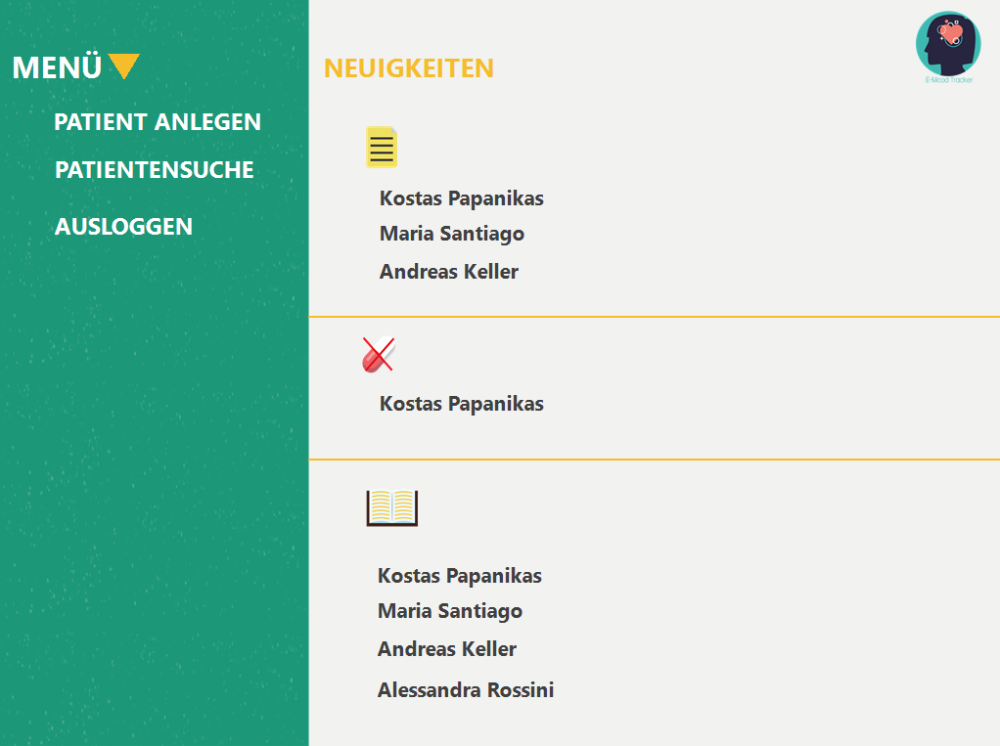 MENÜ
PATIENT ANLEGEN
PATIENTENSUCHE
AUSLOGGEN
NEUIGKEITEN
E-Mood Tracker
Kostas Papanikas
Maria Santiago
Andreas Keller
Kostas Papanikas
Kostas Papanikas
Maria Santiago
Andreas Keller
Alessandra Rossini